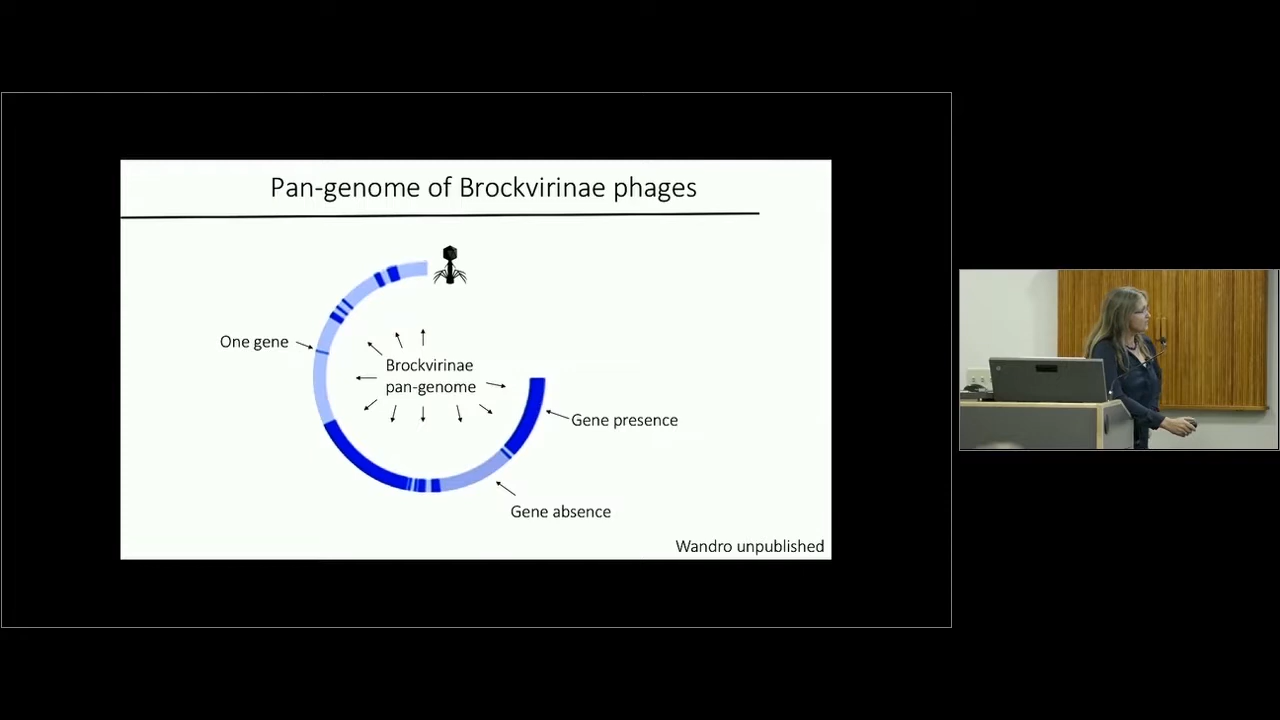 Pan-genome of Brockvirinae phages
One gene
Brockvirinae
pan-genome
Gene presence
Gene absence
Wandro unpublished